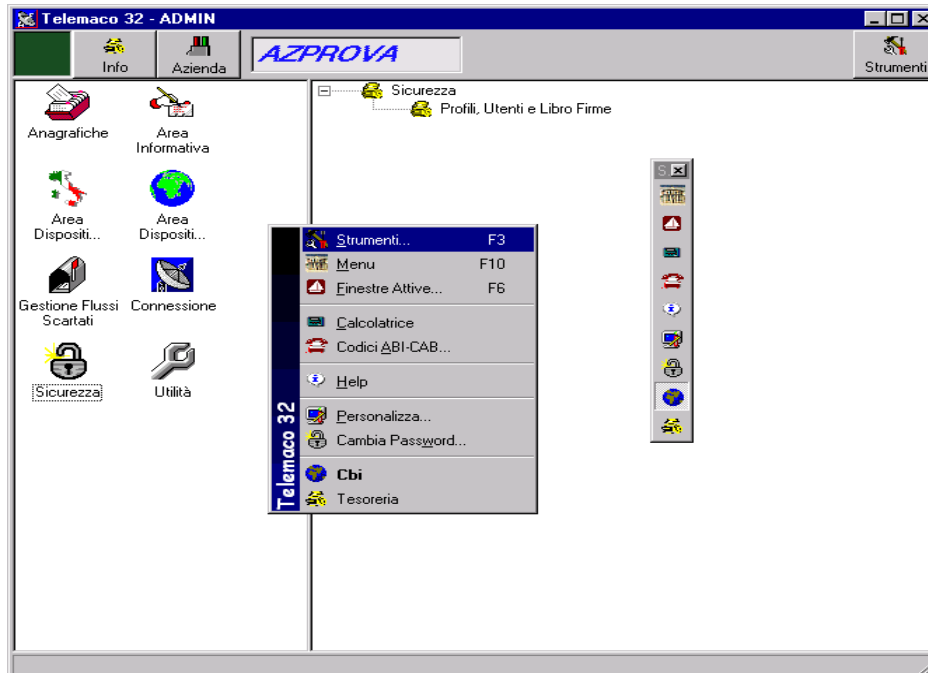 Telemaco 32 - ADMIN
Info
Azienda
AZPROVA
Strumenti
Anagrafiche
Area
Informativa
Area
Dispositi...
Area
Dispositi...
Gestione Flussi
Scartati
Connessione
Sicurezza
Utilità
Sicurezza
Profili, Utenti e Libro Firme
Telemaco 32
Strumenti... F3
Menu F10
Finestre Attive... F6
Calcolatrice
Codici ABI-CAB...
Help
Personalizza...
Cambia Password...
Cbi
Tesoreria
S.